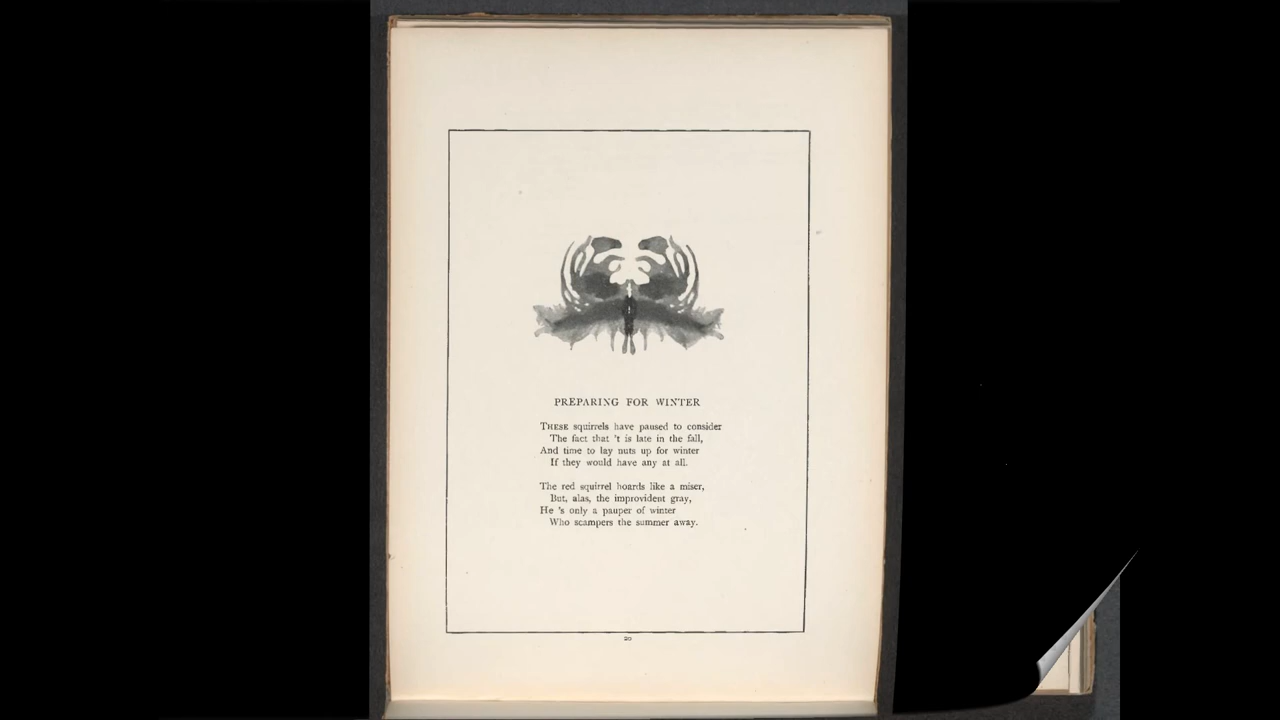 PREPARING FOR WINTER
THESE squirrels have paused to consider
The fact that 't is late in the fall,
And time to lay nuts up for winter
If they would have any at all.
The red squirrel hoards like a miser,
But, alas, the improvident gray,
He 's only a pauper of winter
Who scampers the summer away.
20